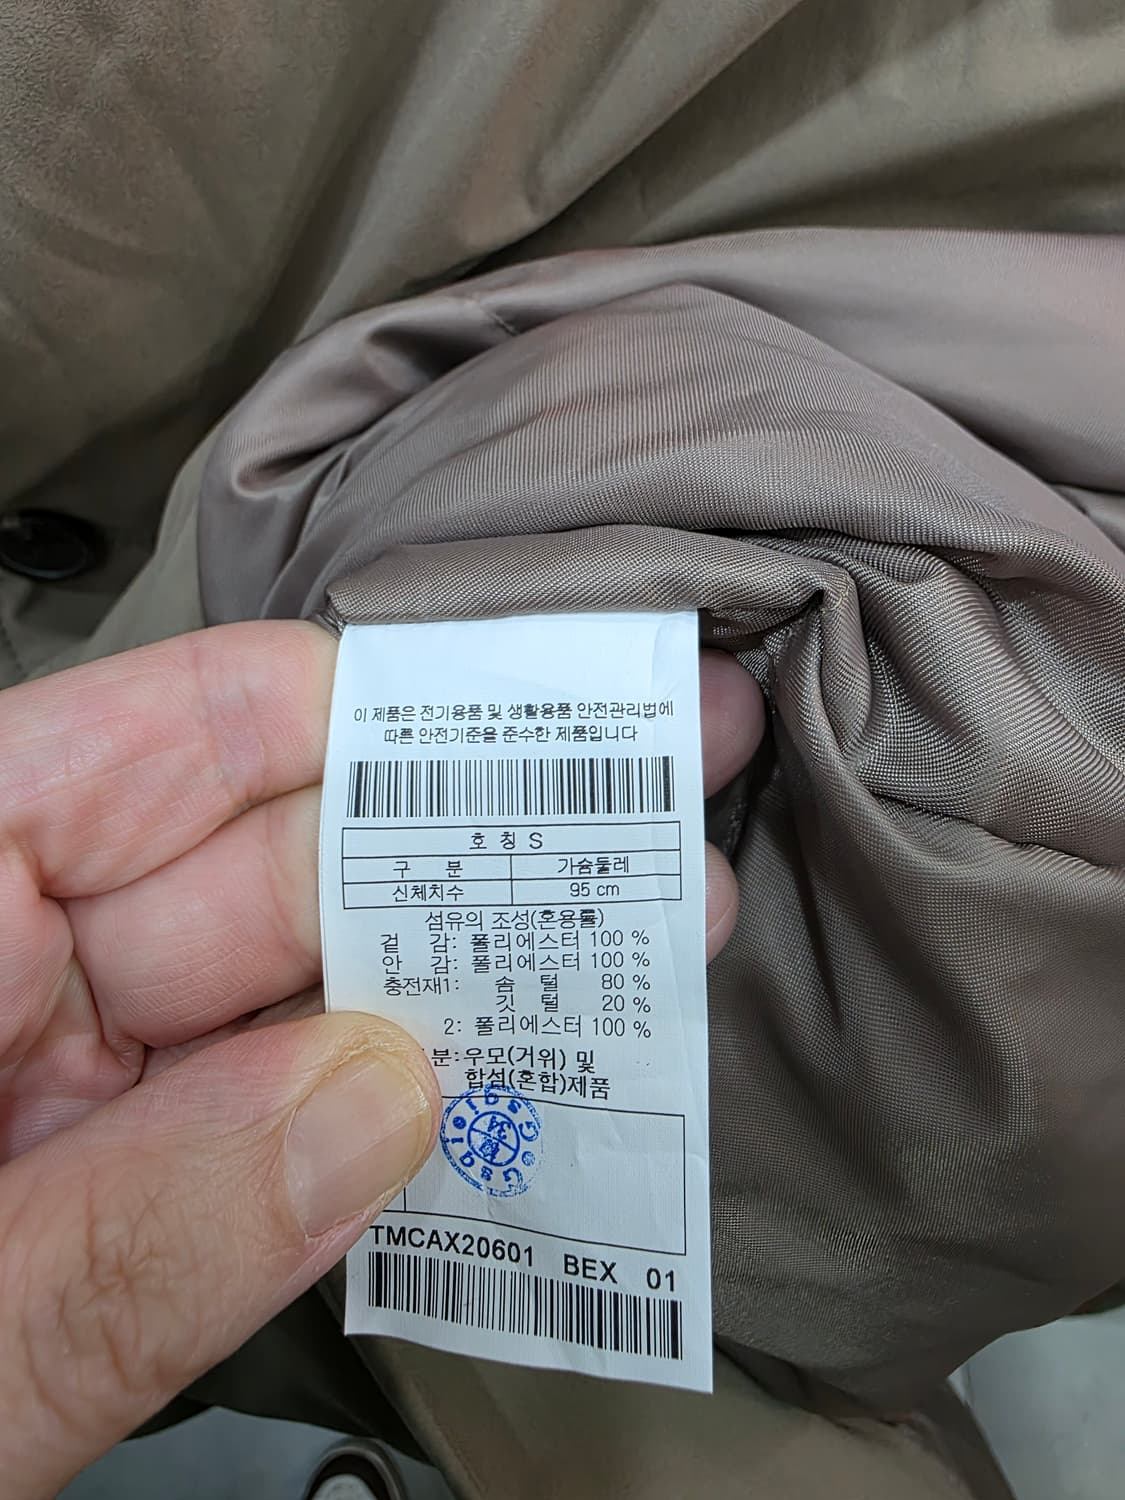 이 제품은 전기용품 및 생활용품 안전관리법에
따른 안전기준을 준수한 제품입니다
호 칭 S
구 분 가슴둘레
신체치수 95 cm
섬유의 조성(혼용률)
겉 감: 폴리에스터 100 %
안 감: 폴리에스터 100 %
충전재1: 솜 털 80 %
깃 털 20 %
2: 폴리에스터 100 %
분:우모(거위) 및
합섬(혼합)제품
34
TMCAX20601 BEX 01